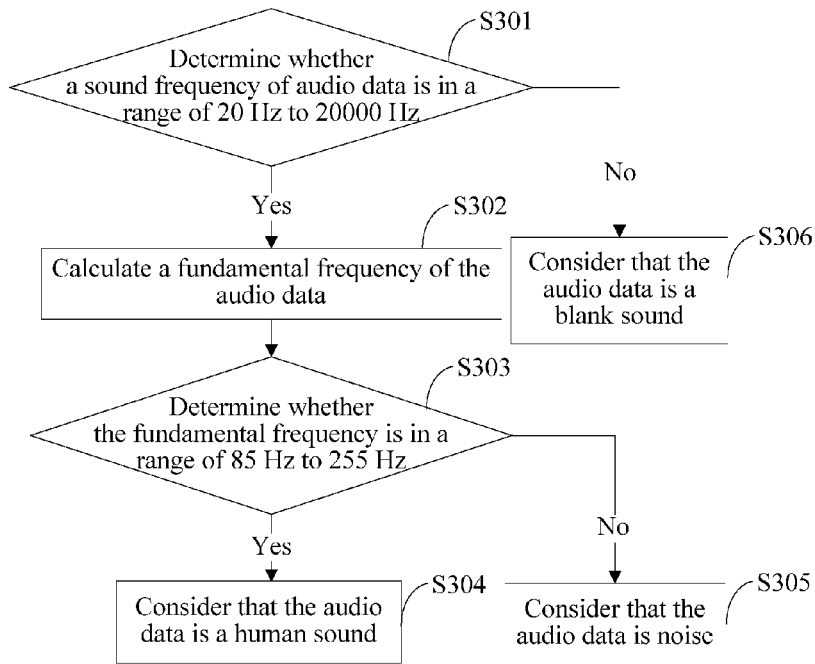 S301
Determine whether
a sound frequency of audio data is in a
range of 20 Hz to 20000 Hz
No
Yes
S302
Calculate a fundamental frequency of the
audio data
S306
Consider that the
audio data is a
blank sound
S303
Determine whether
the fundamental frequency is in a
range of 85 Hz to 255 Hz
No
Yes
S304
Consider that the audio
data is a human sound
S305
Consider that the
audio data is noise